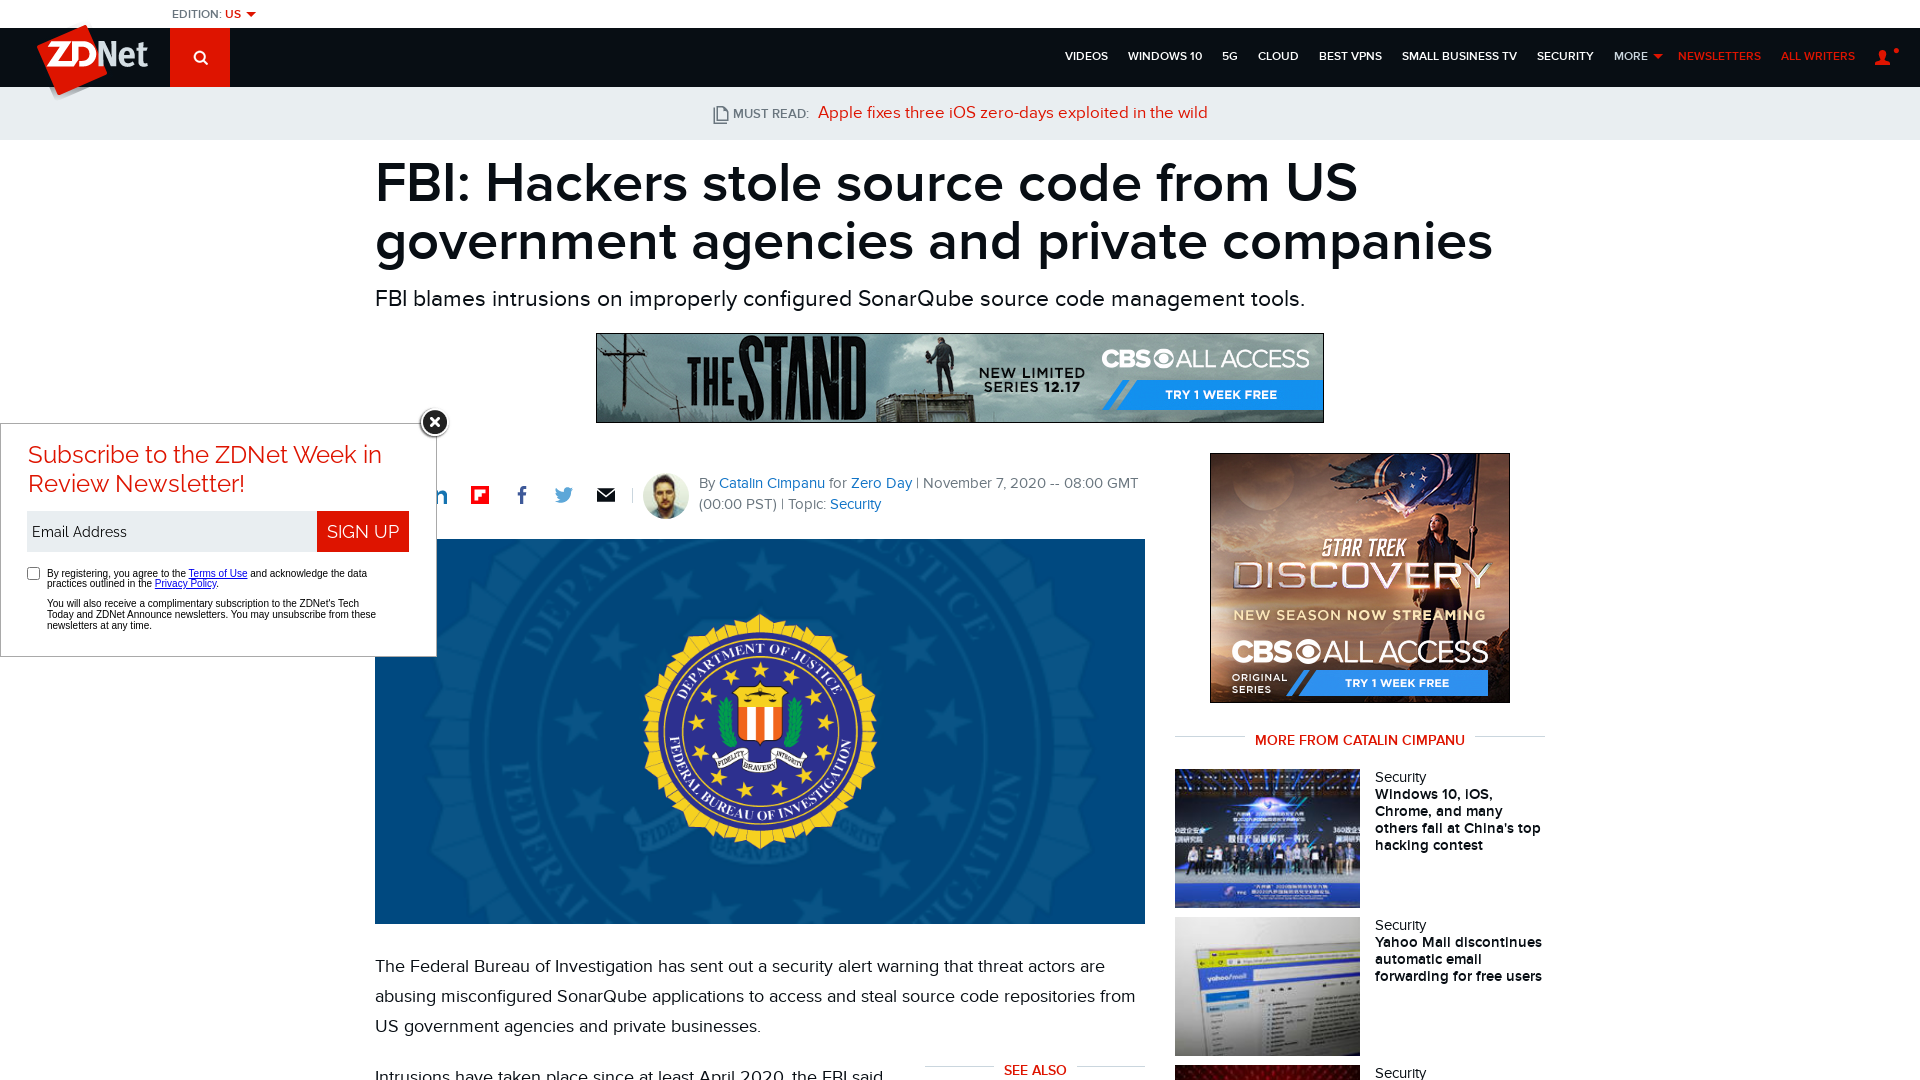 EDITION: US
ZDNet
VIDEOS WINDOWS 10 5G CLOUD BEST VPNS SMALL BUSINESS TV SECURITY MORE NEWSLETTERS ALL WRITERS
MUST READ: Apple fixes three iOS zero-days exploited in the wild
FBI: Hackers stole source code from US
government agencies and private companies
FBI blames intrusions on improperly configured SonarQube source code management tools.
THE STAND
NEW LIMITED
SERIES 12.17
CBS ALL ACCESS
TRY 1 WEEK FREE
Subscribe to the ZDNet Week in
Review Newsletter!
Email Address
SIGN UP
By registering, you agree to the Terms of Use and acknowledge the data
practices outlined in the Privacy Policy.
You will also receive a complimentary subscription to the ZDNet's Tech
Today and ZDNet Announce newsletters. You may unsubscribe from these
newsletters at any time.
By Catalin Cimpanu for Zero Day | November 7, 2020 -- 08:00 GMT
(00:00 PST) | Topic: Security
DEPARTMENT OF JUSTICE
FIDELITY BRAVERY INTEGRITY
FEDERAL BUREAU OF INVESTIGATION
The Federal Bureau of Investigation has sent out a security alert warning that threat actors are
abusing misconfigured SonarQube applications to access and steal source code repositories from
US government agencies and private businesses.
Intrusions have taken place since at least April 2020, the FBI said
SEE ALSO
STAR TREK
DISCOVERY
NEW SEASON NOW STREAMING
CBS ALL ACCESS
ORIGINAL
SERIES
TRY 1 WEEK FREE
MORE FROM CATALIN CIMPANU
Security
Windows 10, iOS,
Chrome, and many
others fall at China's top
hacking contest
Security
Yahoo Mail discontinues
automatic email
forwarding for free users
Security